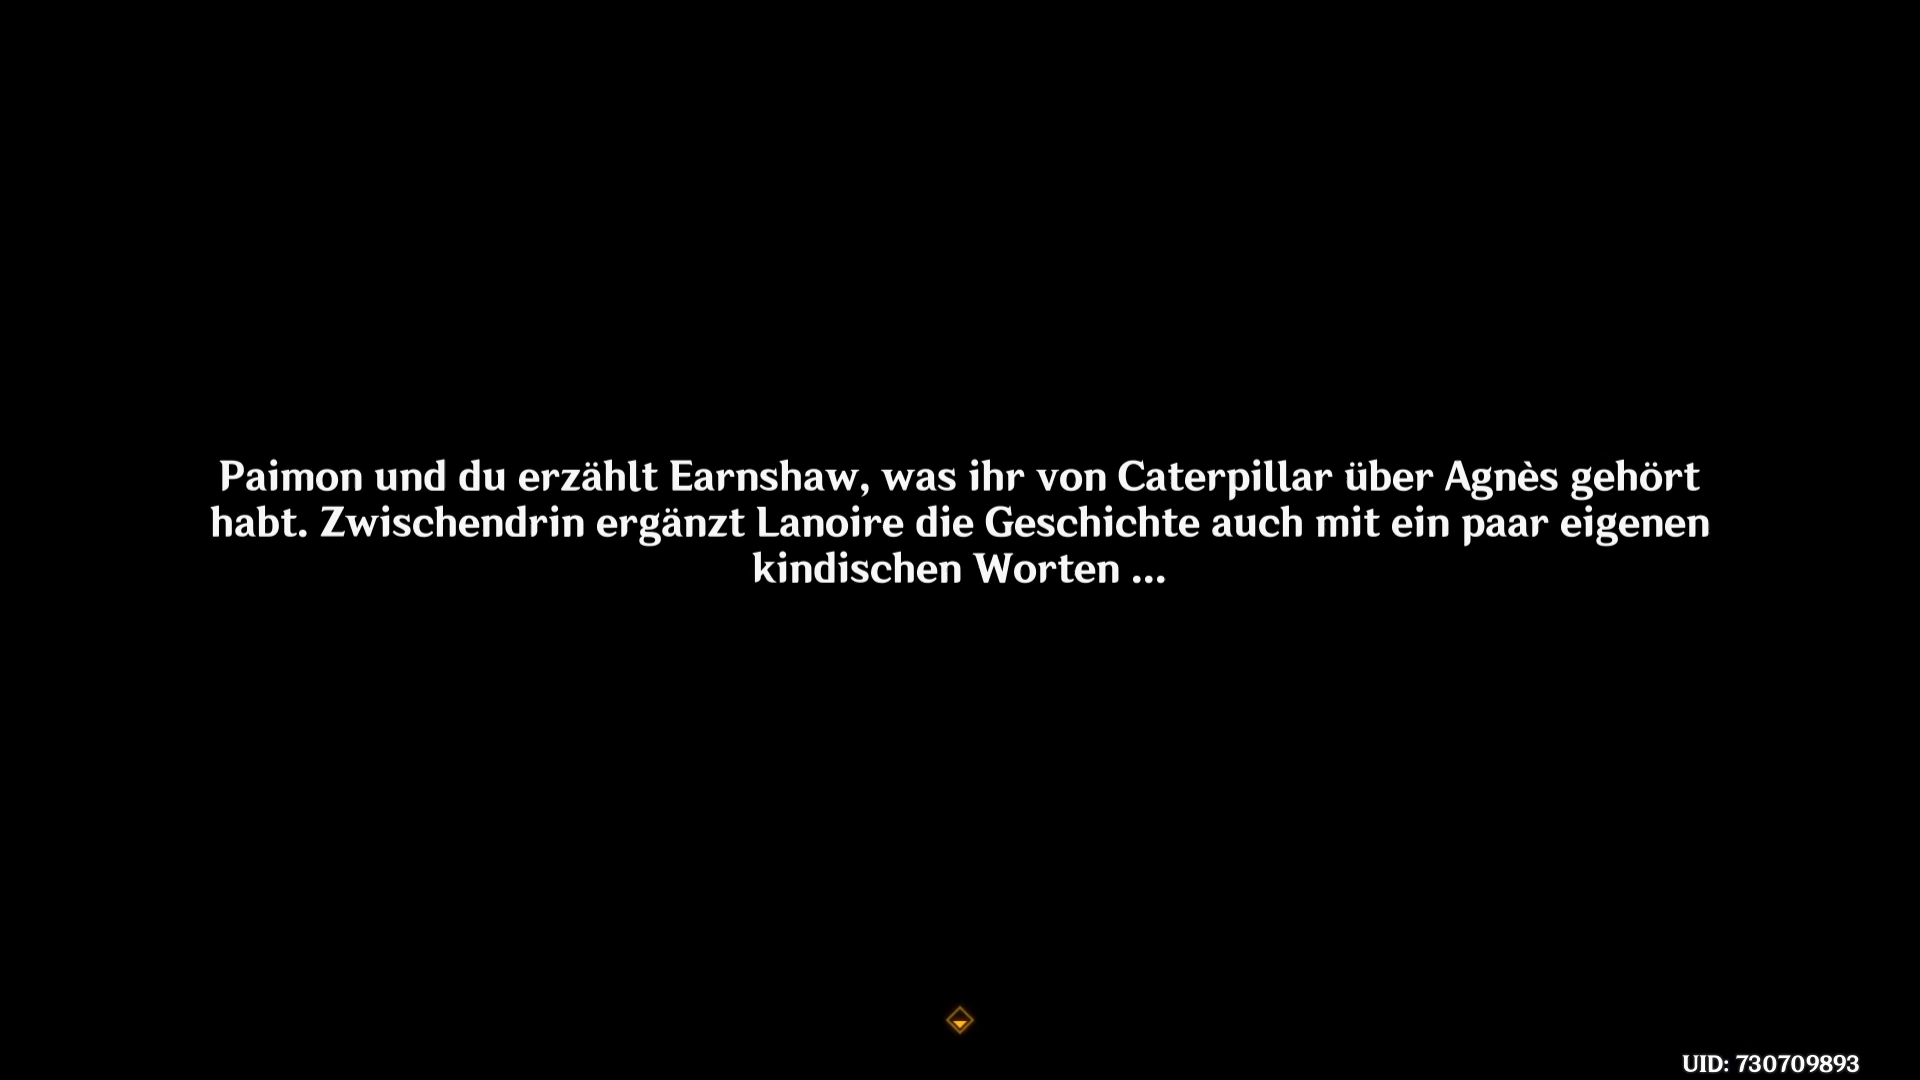 Paimon und du erzählt Earnshaw, was ihr von Caterpillar über Agnès gehört
habt. Zwischendrin ergänzt Lanoire die Geschichte auch mit ein paar eigenen
kindischen Worten ...
UID: 730709893